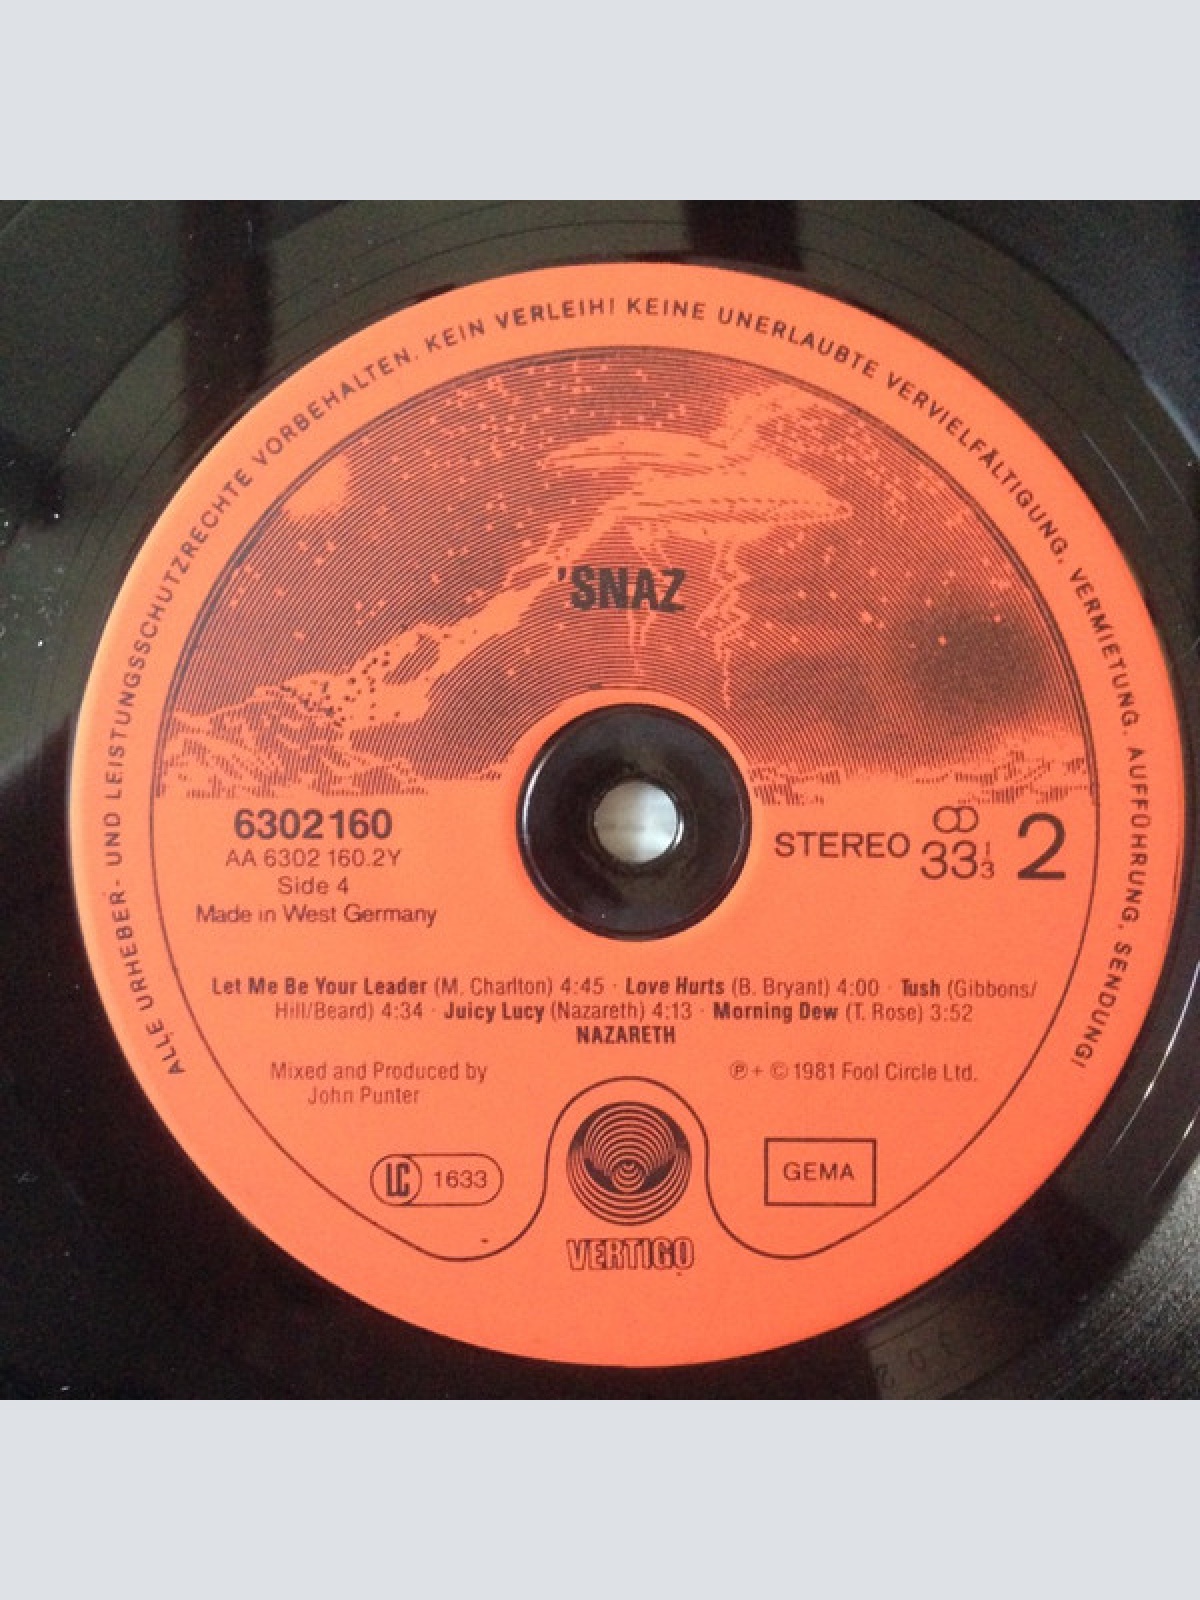 ALLE URHEBER- UND LEISTUNGSSCHUTZRECHTE VORBEHALTEN. KEIN VERLEIH! KEINE UNERLAUBTE VERVIELFÄLTIGUNG, VERMIETUNG, AUFFÜHRUNG, SENDUNG!
'SNAZ
6302160
AA 6302 160.2Y
Side 4
Made in West Germany
STEREO 33 1/3 2
Let Me Be Your Leader (M. Charlton) 4:45 · Love Hurts (B. Bryant) 4:00 · Tush (Gibbons/
Hill/Beard) 4:34 · Juicy Lucy (Nazareth) 4:13 · Morning Dew (T. Rose) 3:52
NAZARETH
Mixed and Produced by
John Punter
℗ + © 1981 Fool Circle Ltd.
LC 1633
GEMA
VERTIGO